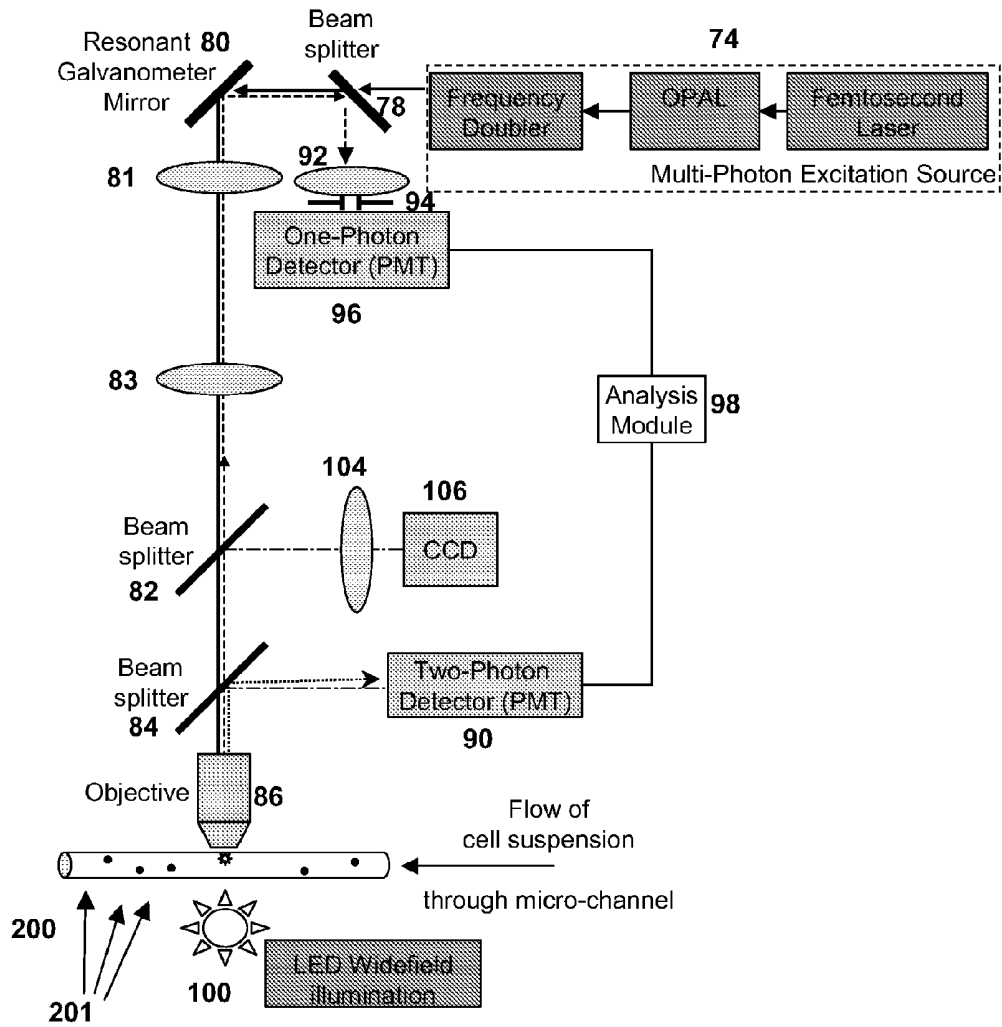 Resonant 80
Galvanometer
Mirror
Beam
splitter
78
74
Frequency
Doubler
OPAL
Femtosecond
Laser
Multi-Photon Excitation Source
81
92
94
One-Photon
Detector (PMT)
96
83
Analysis
Module
98
104
106
CCD
Beam
splitter
82
Beam
splitter
84
Two-Photon
Detector (PMT)
90
Objective
86
Flow of
cell suspension
through micro-channel
200
201
100
LED Widefield
illumination